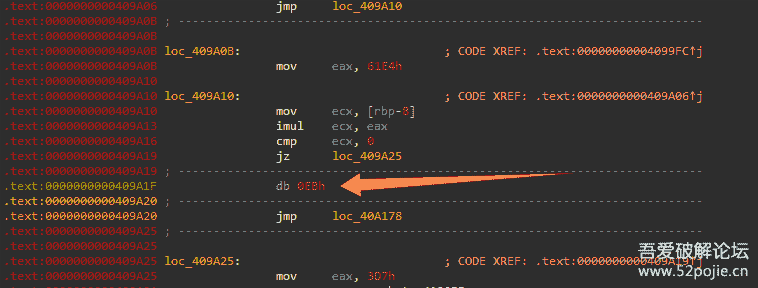 .text:0000000000409A06 jmp loc_409A10
.text:0000000000409A0B ; ---------------------------------------------------------------------------
.text:0000000000409A0B
.text:0000000000409A0B loc_409A0B: ; CODE XREF: .text:00000000004099FC↑j
.text:0000000000409A0B mov eax, 61E4h
.text:0000000000409A10
.text:0000000000409A10 loc_409A10: ; CODE XREF: .text:0000000000409A06↑j
.text:0000000000409A10 mov ecx, [rbp-8]
.text:0000000000409A13 imul ecx, eax
.text:0000000000409A16 cmp ecx, 0
.text:0000000000409A19 jz loc_409A25
.text:0000000000409A19 ; ---------------------------------------------------------------------------
.text:0000000000409A1F db 0E8h
.text:0000000000409A20 ; ---------------------------------------------------------------------------
.text:0000000000409A20 jmp loc_40A178
.text:0000000000409A25 ; ---------------------------------------------------------------------------
.text:0000000000409A25
.text:0000000000409A25 loc_409A25: ; CODE XREF: .text:0000000000409A19↑j
.text:0000000000409A25 mov eax, 397h
吾爱破解论坛
www.52pojie.cn